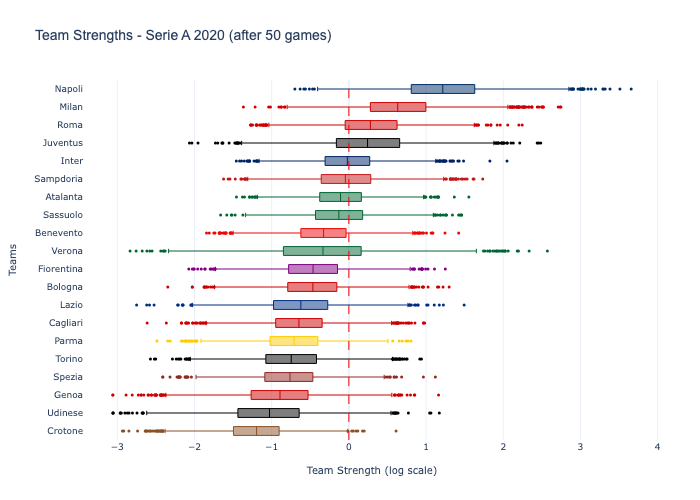 Team Strengths - Serie A 2020 (after 50 games)
Napoli
Milan
Roma
Juventus
Inter
Sampdoria
Atalanta
Sassuolo
Benevento
Verona
Fiorentina
Bologna
Lazio
Cagliari
Parma
Torino
Spezia
Genoa
Udinese
Crotone
Teams
−3 −2 −1 0 1 2 3 4
Team Strength (log scale)